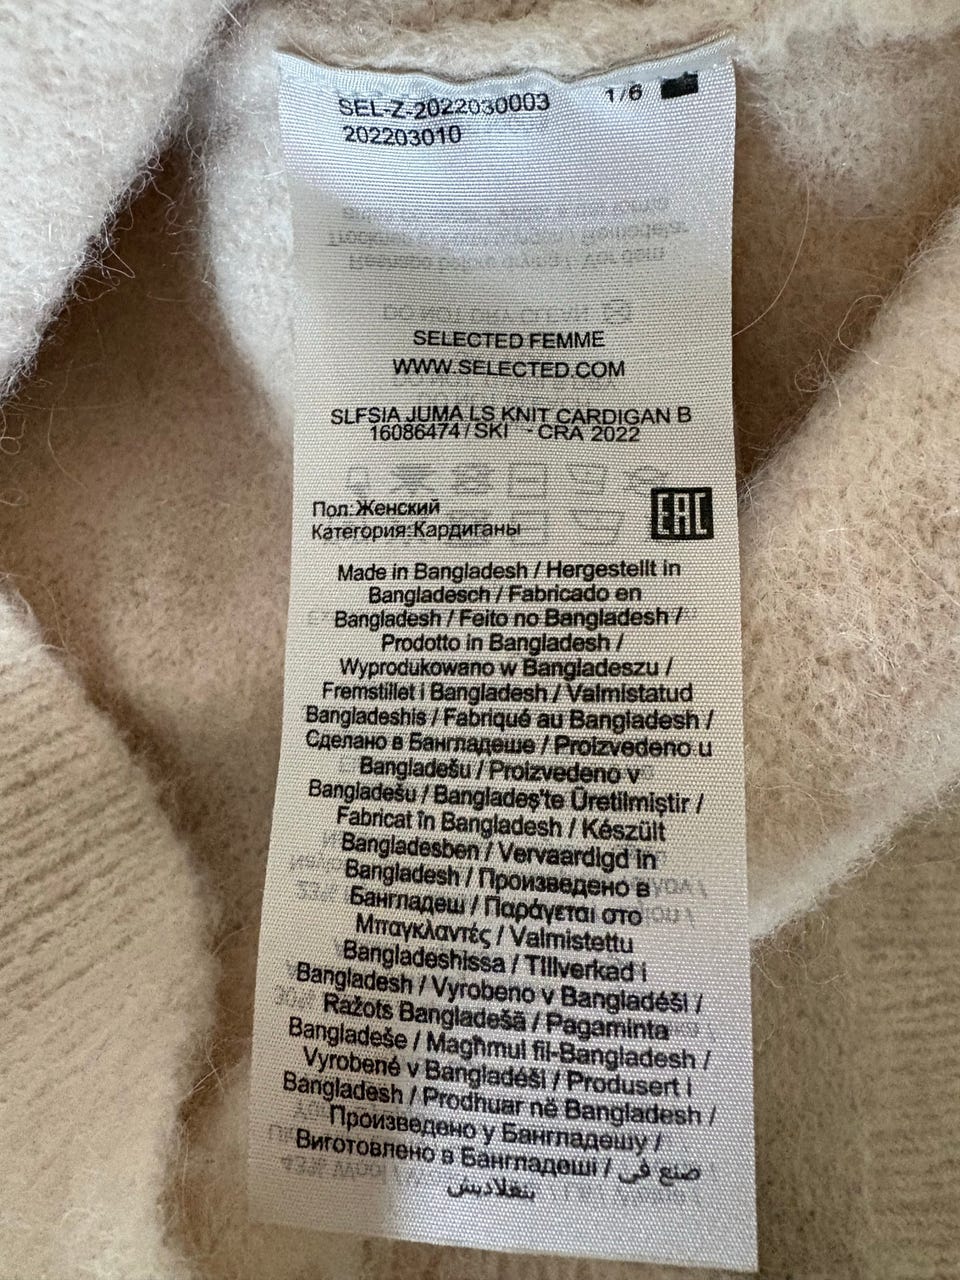 SEL-Z-2022030003
1/6
202203010
SELECTED FEMME
WWW.SELECTED.COM
SLFSIA JUMA LS KNIT CARDIGAN B
16086474 / SKI - CRA 2022
Пол:Женский
Категория:Кардиганы
EAC
Made in Bangladesh / Hergestellt in
Bangladesch / Fabricado en
Bangladesh / Feito no Bangladesh /
Prodotto in Bangladesh /
Wyprodukowano w Bangladeszu /
Fremstillet i Bangladesh / Valmistatud
Bangladeshis / Fabriqué au Bangladesh /
Сделано в Бангладеше / Proizvedeno u
Bangladešu / Proizvedeno v
Bangladešu / Bangladeş'te Üretilmiştir /
Fabricat în Bangladesh / Készült
Bangladesben / Vervaardigd in
Bangladesh / Произведено в
Бангладеш / Παράγεται στο
Μπαγκλαντές / Valmistettu
Bangladeshissa / Tillverkad i
Bangladesh / Vyrobeno v Bangladéši /
Ražots Bangladešā / Pagaminta
Bangladeše / Magħmul fil-Bangladesh /
Vyrobené v Bangladéši / Produsert i
Bangladesh / Prodhuar në Bangladesh /
Произведено у Бангладешу /
Виготовлено в Бангладеші / صنع في
بنغلاديش